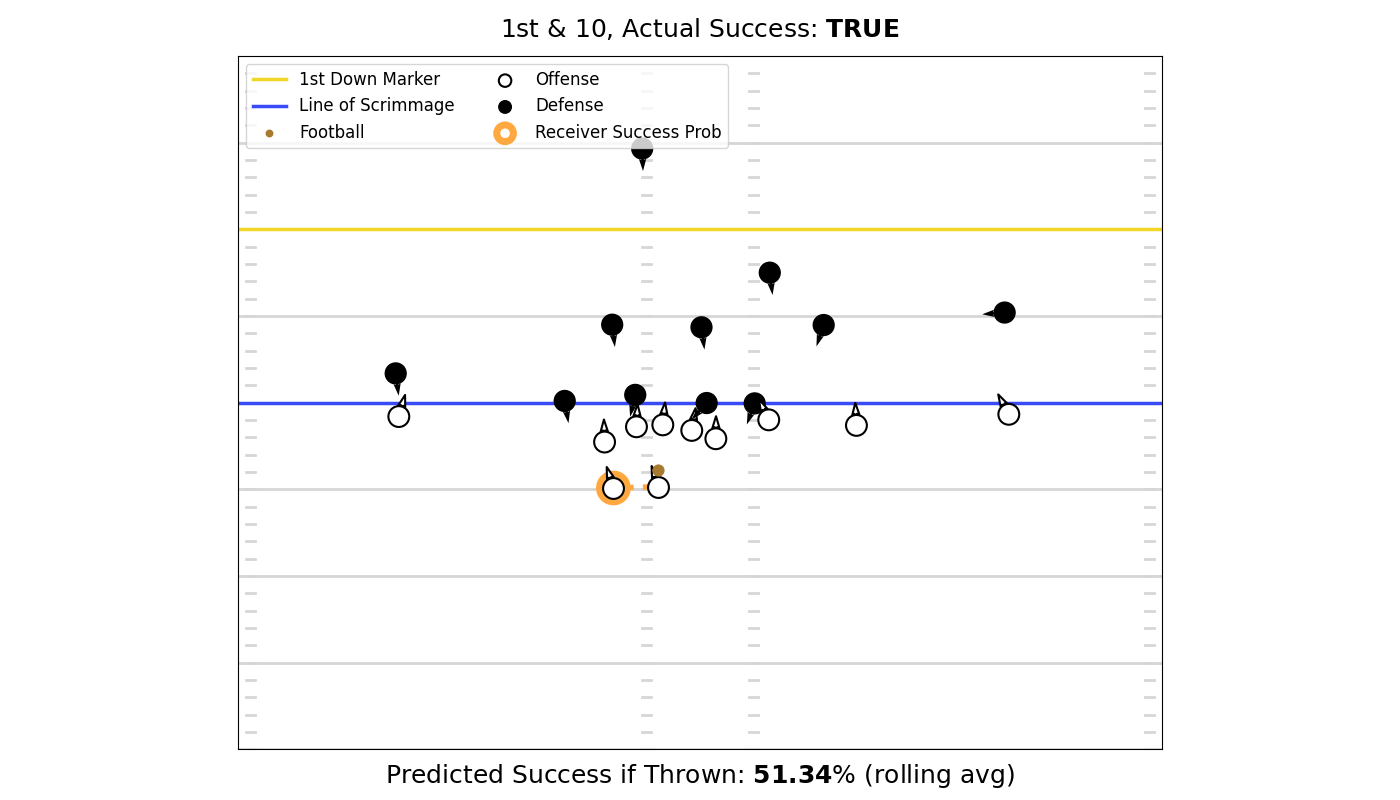 1st & 10, Actual Success: TRUE
1st Down Marker
Line of Scrimmage
Football
Offense
Defense
Receiver Success Prob
Predicted Success if Thrown: 51.34% (rolling avg)